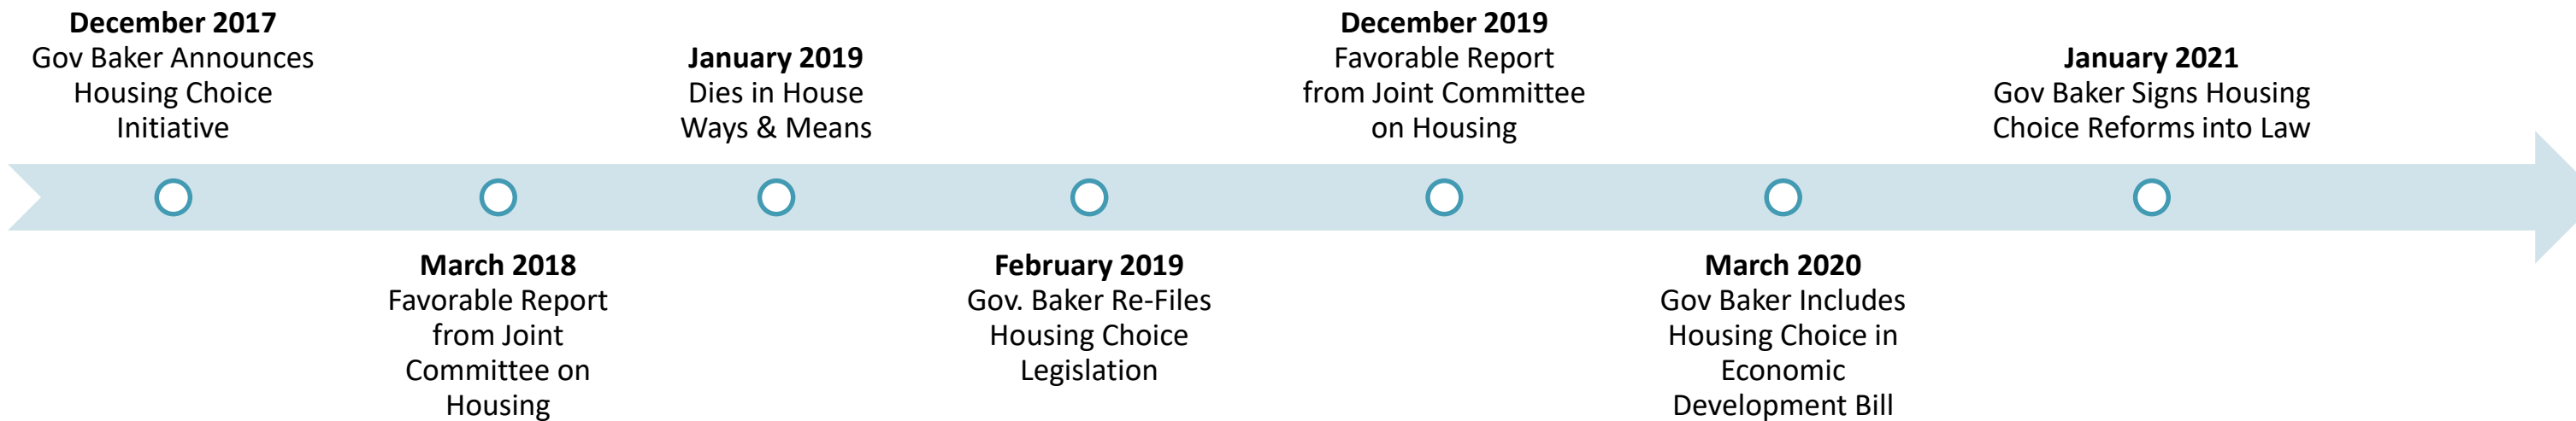 December 2017
Gov Baker Announces
Housing Choice
Initiative
March 2018
Favorable Report
from Joint
Committee on
Housing
January 2019
Dies in House
Ways & Means
February 2019
Gov. Baker Re-Files
Housing Choice
Legislation
December 2019
Favorable Report
from Joint Committee
on Housing
March 2020
Gov Baker Includes
Housing Choice in
Economic
Development Bill
January 2021
Gov Baker Signs Housing
Choice Reforms into Law